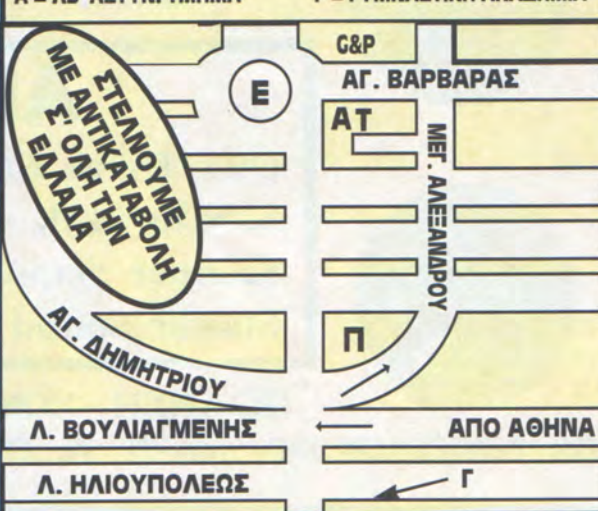 G&P
ΑΓ. ΒΑΡΒΑΡΑΣ
Ε
ΑΤ
ΣΤΕΛΝΟΥΜΕ
ΜΕ ΑΝΤΙΚΑΤΑΒΟΛΗ
Σ' ΟΛΗ ΤΗΝ
ΕΛΛΑΔΑ
ΜΕΓ. ΑΛΕΞΑΝΔΡΟΥ
Π
ΑΓ. ΔΗΜΗΤΡΙΟΥ
Λ. ΒΟΥΛΙΑΓΜΕΝΗΣ
ΑΠΟ ΑΘΗΝΑ
Λ. ΗΛΙΟΥΠΟΛΕΩΣ
Γ